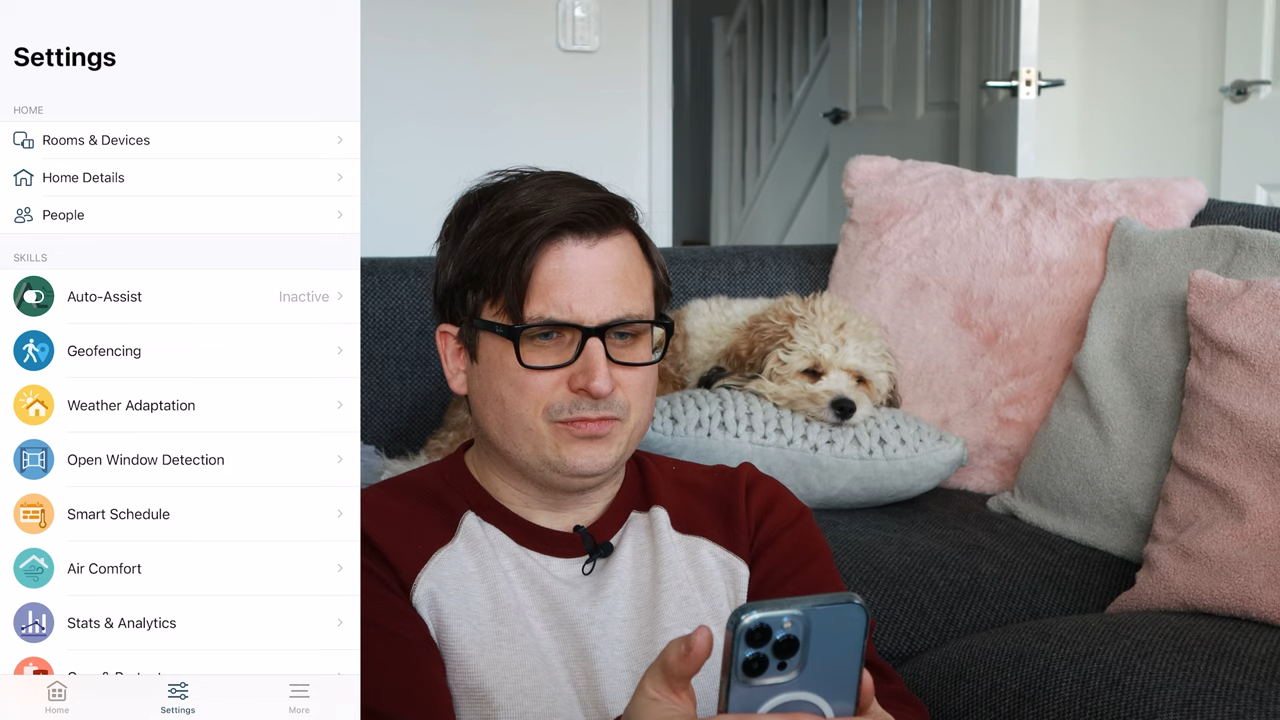 Settings
HOME
Rooms & Devices
Home Details
People
SKILLS
Auto-Assist Inactive
Geofencing
Weather Adaptation
Open Window Detection
Smart Schedule
Air Comfort
Stats & Analytics
Home Settings More